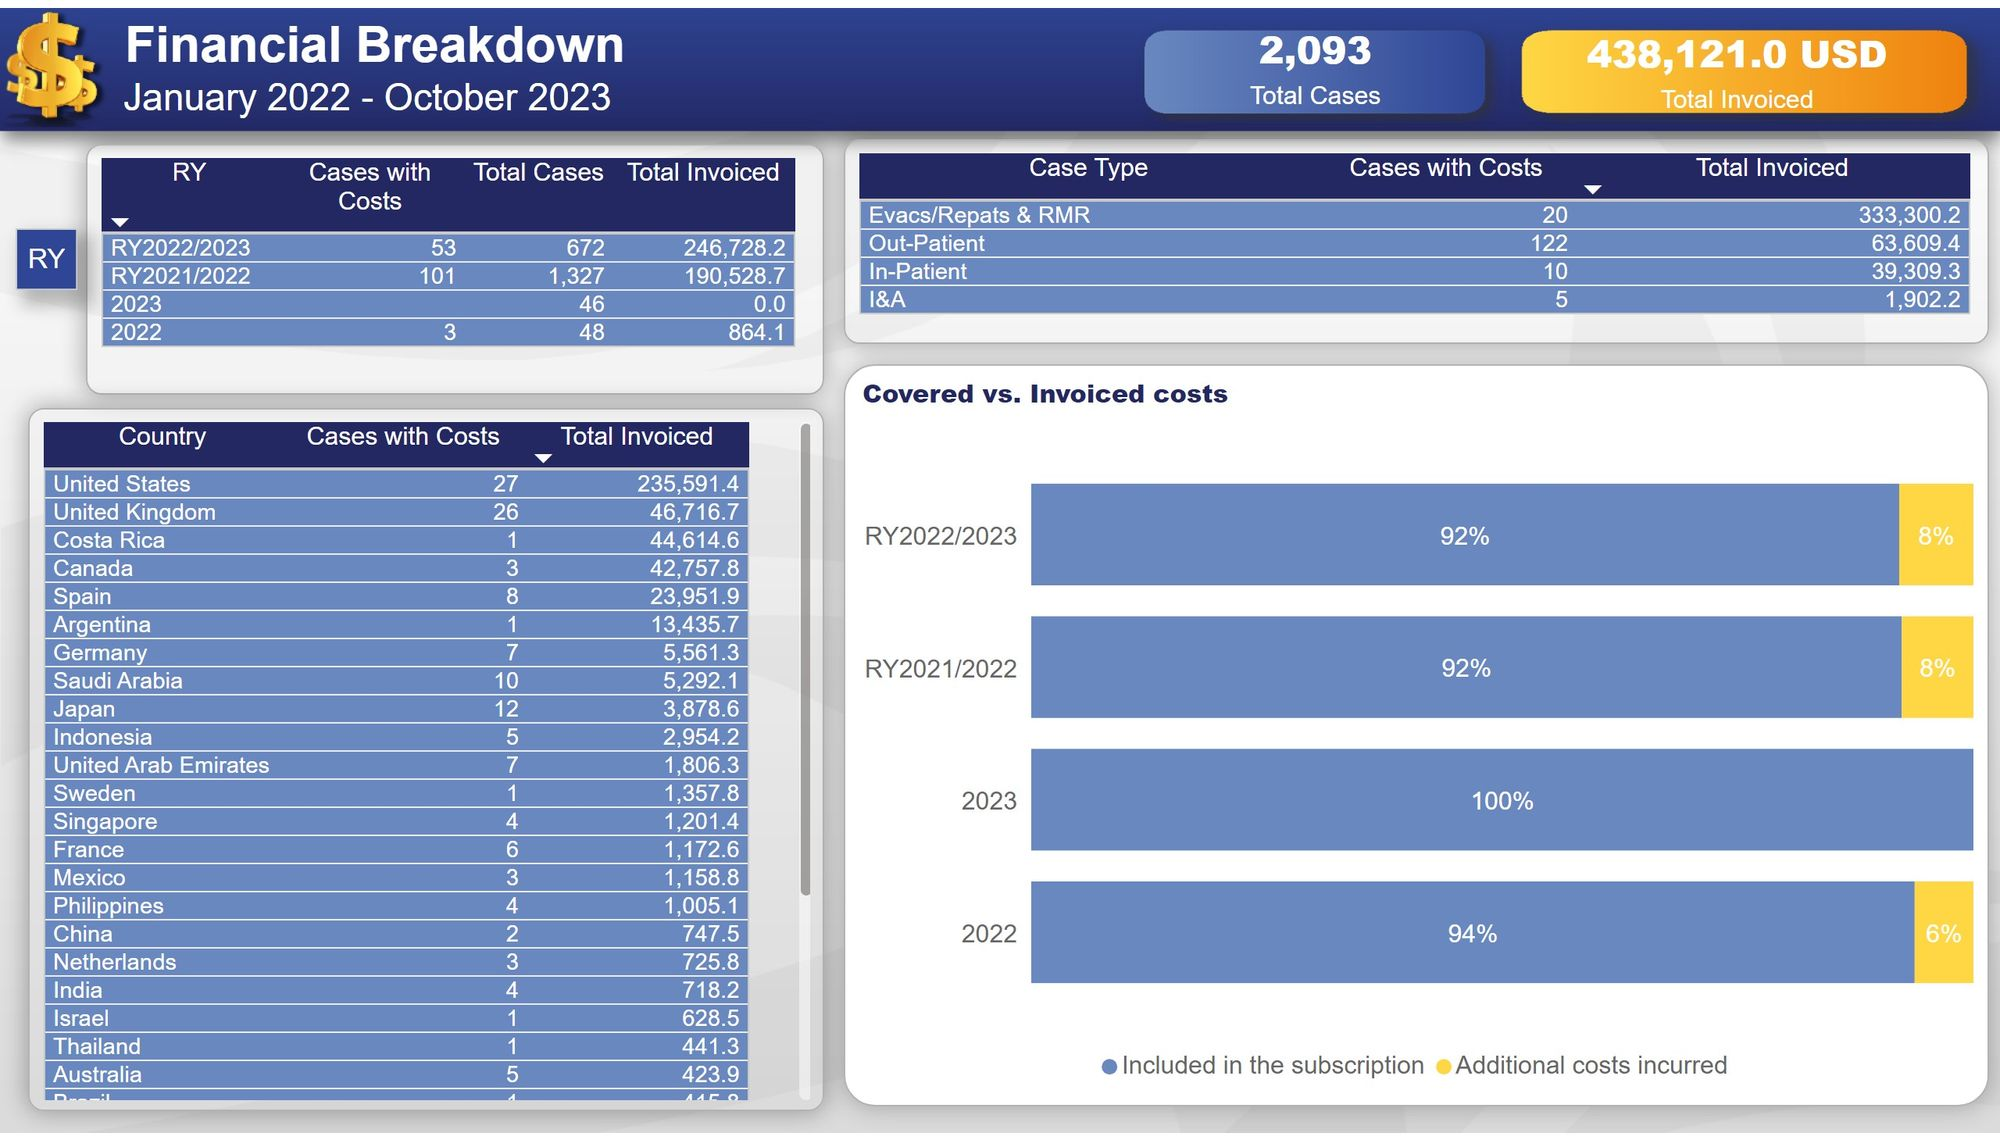 Financial Breakdown
January 2022 - October 2023
2,093
Total Cases
438,121.0 USD
Total Invoiced
RY
RY Cases with Costs Total Cases Total Invoiced
RY2022/2023 53 672 246,728.2
RY2021/2022 101 1,327 190,528.7
2023 46 0.0
2022 3 48 864.1
Case Type Cases with Costs Total Invoiced
Evacs/Repats & RMR 20 333,300.2
Out-Patient 122 63,609.4
In-Patient 10 39,309.3
I&A 5 1,902.2
Country Cases with Costs Total Invoiced
United States 27 235,591.4
United Kingdom 26 46,716.7
Costa Rica 1 44,614.6
Canada 3 42,757.8
Spain 8 23,951.9
Argentina 1 13,435.7
Germany 7 5,561.3
Saudi Arabia 10 5,292.1
Japan 12 3,878.6
Indonesia 5 2,954.2
United Arab Emirates 7 1,806.3
Sweden 1 1,357.8
Singapore 4 1,201.4
France 6 1,172.6
Mexico 3 1,158.8
Philippines 4 1,005.1
China 2 747.5
Netherlands 3 725.8
India 4 718.2
Israel 1 628.5
Thailand 1 441.3
Australia 5 423.9
Brazil 1
Covered vs. Invoiced costs
RY2022/2023 92% 8%
RY2021/2022 92% 8%
2023 100%
2022 94% 6%
Included in the subscription Additional costs incurred